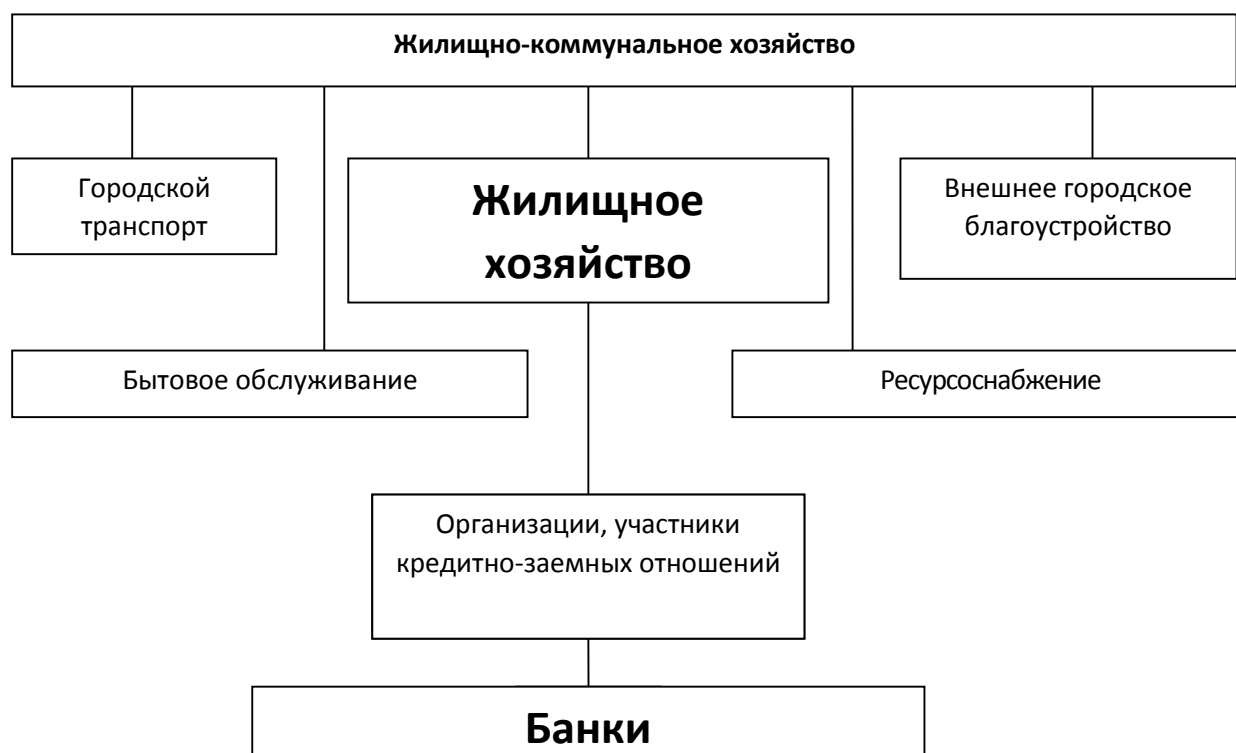 Жилищно-коммунальное хозяйство
Городской
транспорт
Жилищное
хозяйство
Внешнее городское
благоустройство
Бытовое обслуживание
Ресурсоснабжение
Организации, участники
кредитно-заемных отношений
Банки